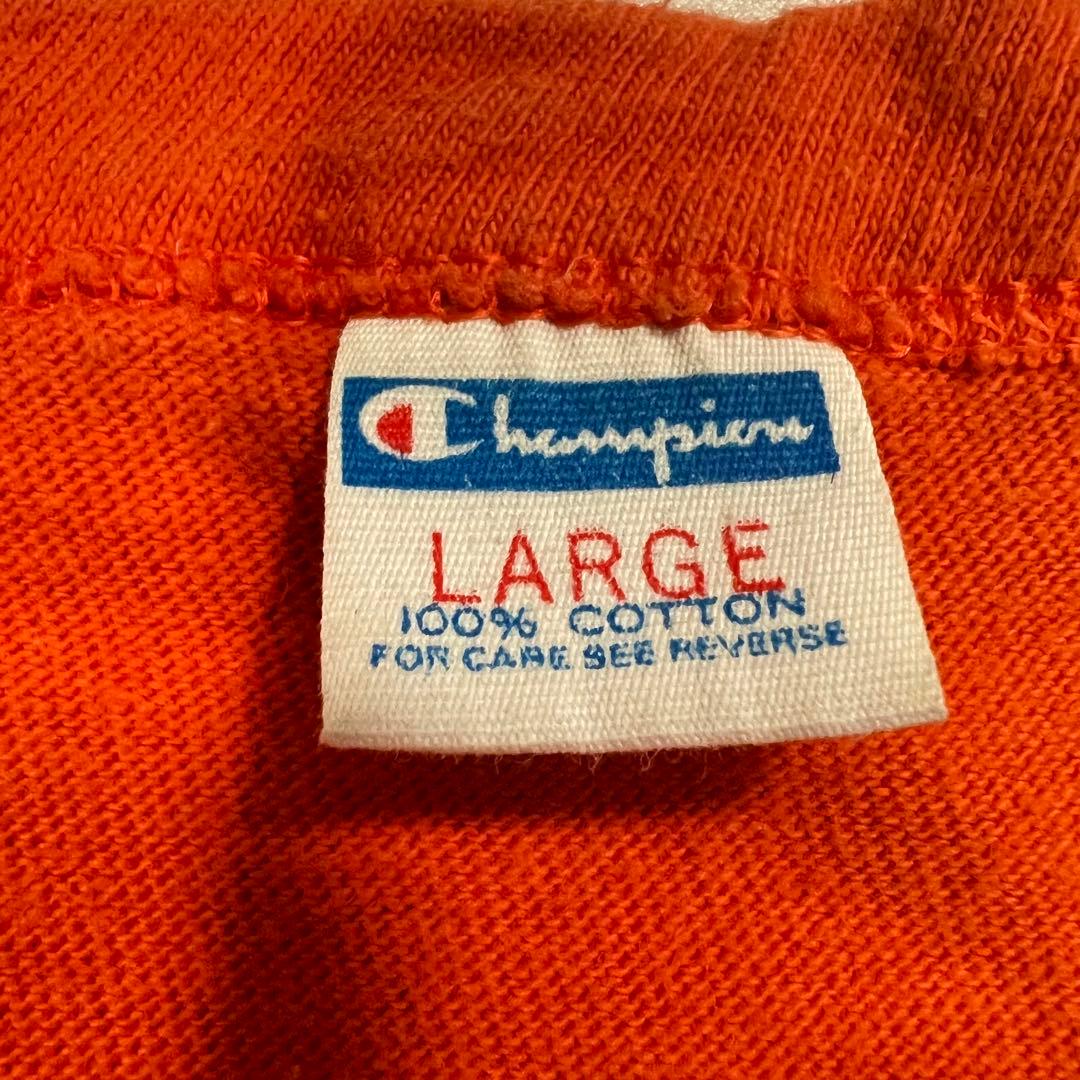 Champion
LARGE
100% COTTON
FOR CARE SEE REVERSE